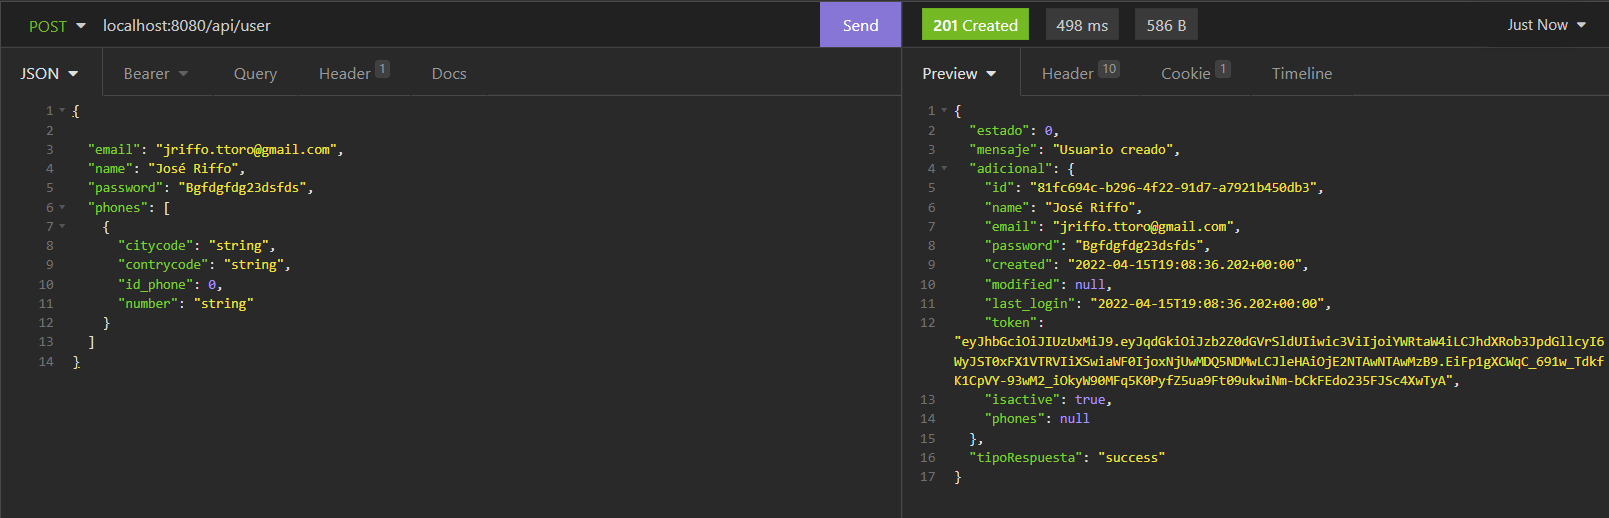 POST localhost:8080/api/user Send
JSON Bearer Query Header 1 Docs
1 {
2
3 "email": "jriffo.ttoro@gmail.com",
4 "name": "José Riffo",
5 "password": "Bgfdgfdg23dsfds",
6 "phones": [
7 {
8 "citycode": "string",
9 "contrycode": "string",
10 "id_phone": 0,
11 "number": "string"
12 }
13 ]
14 }
201 Created 498 ms 586 B Just Now
Preview Header 10 Cookie 1 Timeline
1 {
2 "estado": 0,
3 "mensaje": "Usuario creado",
4 "adicional": {
5 "id": "81fc694c-b296-4f22-91d7-a7921b450db3",
6 "name": "José Riffo",
7 "email": "jriffo.ttoro@gmail.com",
8 "password": "Bgfdgfdg23dsfds",
9 "created": "2022-04-15T19:08:36.202+00:00",
10 "modified": null,
11 "last_login": "2022-04-15T19:08:36.202+00:00",
12 "token":
"eyJhbGciOiJIUzUxMiJ9.eyJqdGkiOiJzb2Z0dGVrSldUIiwic3ViIjoiYWRtaW4iLCJhdXRob3JpdGllcyI6
WyJST0xFX1VTRVIiXSwiaWF0IjoxNjUwMDQ5NDMwLCJleHAiOjE2NTAwNTAwMzB9.EiFp1gXCWqC_691w_Tdkf
K1CpVY-93wM2_iOkyW90MFq5K0PyfZ5ua9Ft09ukwiNm-bCkFEdo235FJSc4XwTyA",
13 "isactive": true,
14 "phones": null
15 },
16 "tipoRespuesta": "success"
17 }